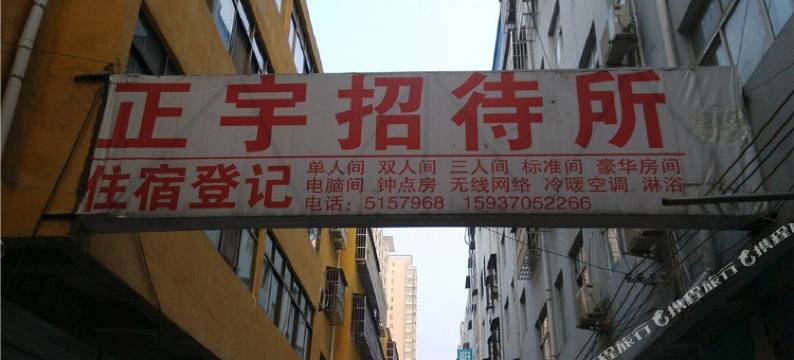 正宇招待所
住宿登记
单人间 双人间 三人间 标准间 豪华房间
电脑间 钟点房 无线网络 冷暖空调 淋浴
电话：5157968 15937052266
携程旅行
携程